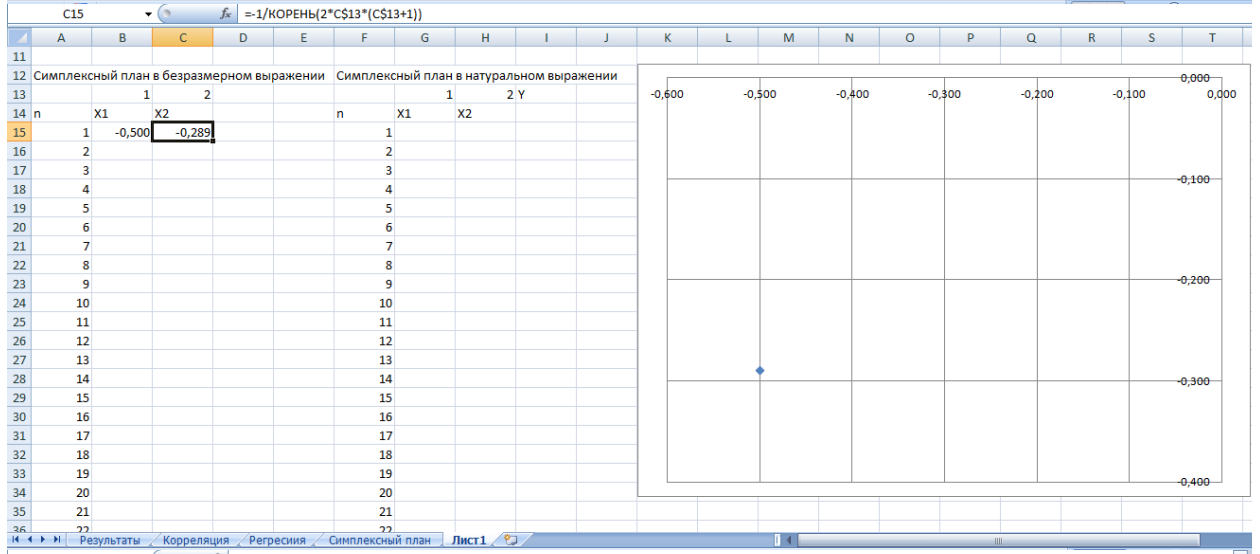 C15 fx =-1/КОРЕНЬ(2*C$13*(C$13+1))
A B C D E F G H I J K L M N O P Q R S T
11
12 Симплексный план в безразмерном выражении Симплексный план в натуральном выражении
13 1 2 1 2 Y
14 n X1 X2 n X1 X2
15 1 -0,500 -0,289 1
16 2 2
17 3 3
18 4 4
19 5 5
20 6 6
21 7 7
22 8 8
23 9 9
24 10 10
25 11 11
26 12 12
27 13 13
28 14 14
29 15 15
30 16 16
31 17 17
32 18 18
33 19 19
34 20 20
35 21 21
36 22 22
0,000
-0,600 -0,500 -0,400 -0,300 -0,200 -0,100 0,000
-0,100
-0,200
-0,300
-0,400
Результаты Корреляция Регресиия Симплексный план Лист1